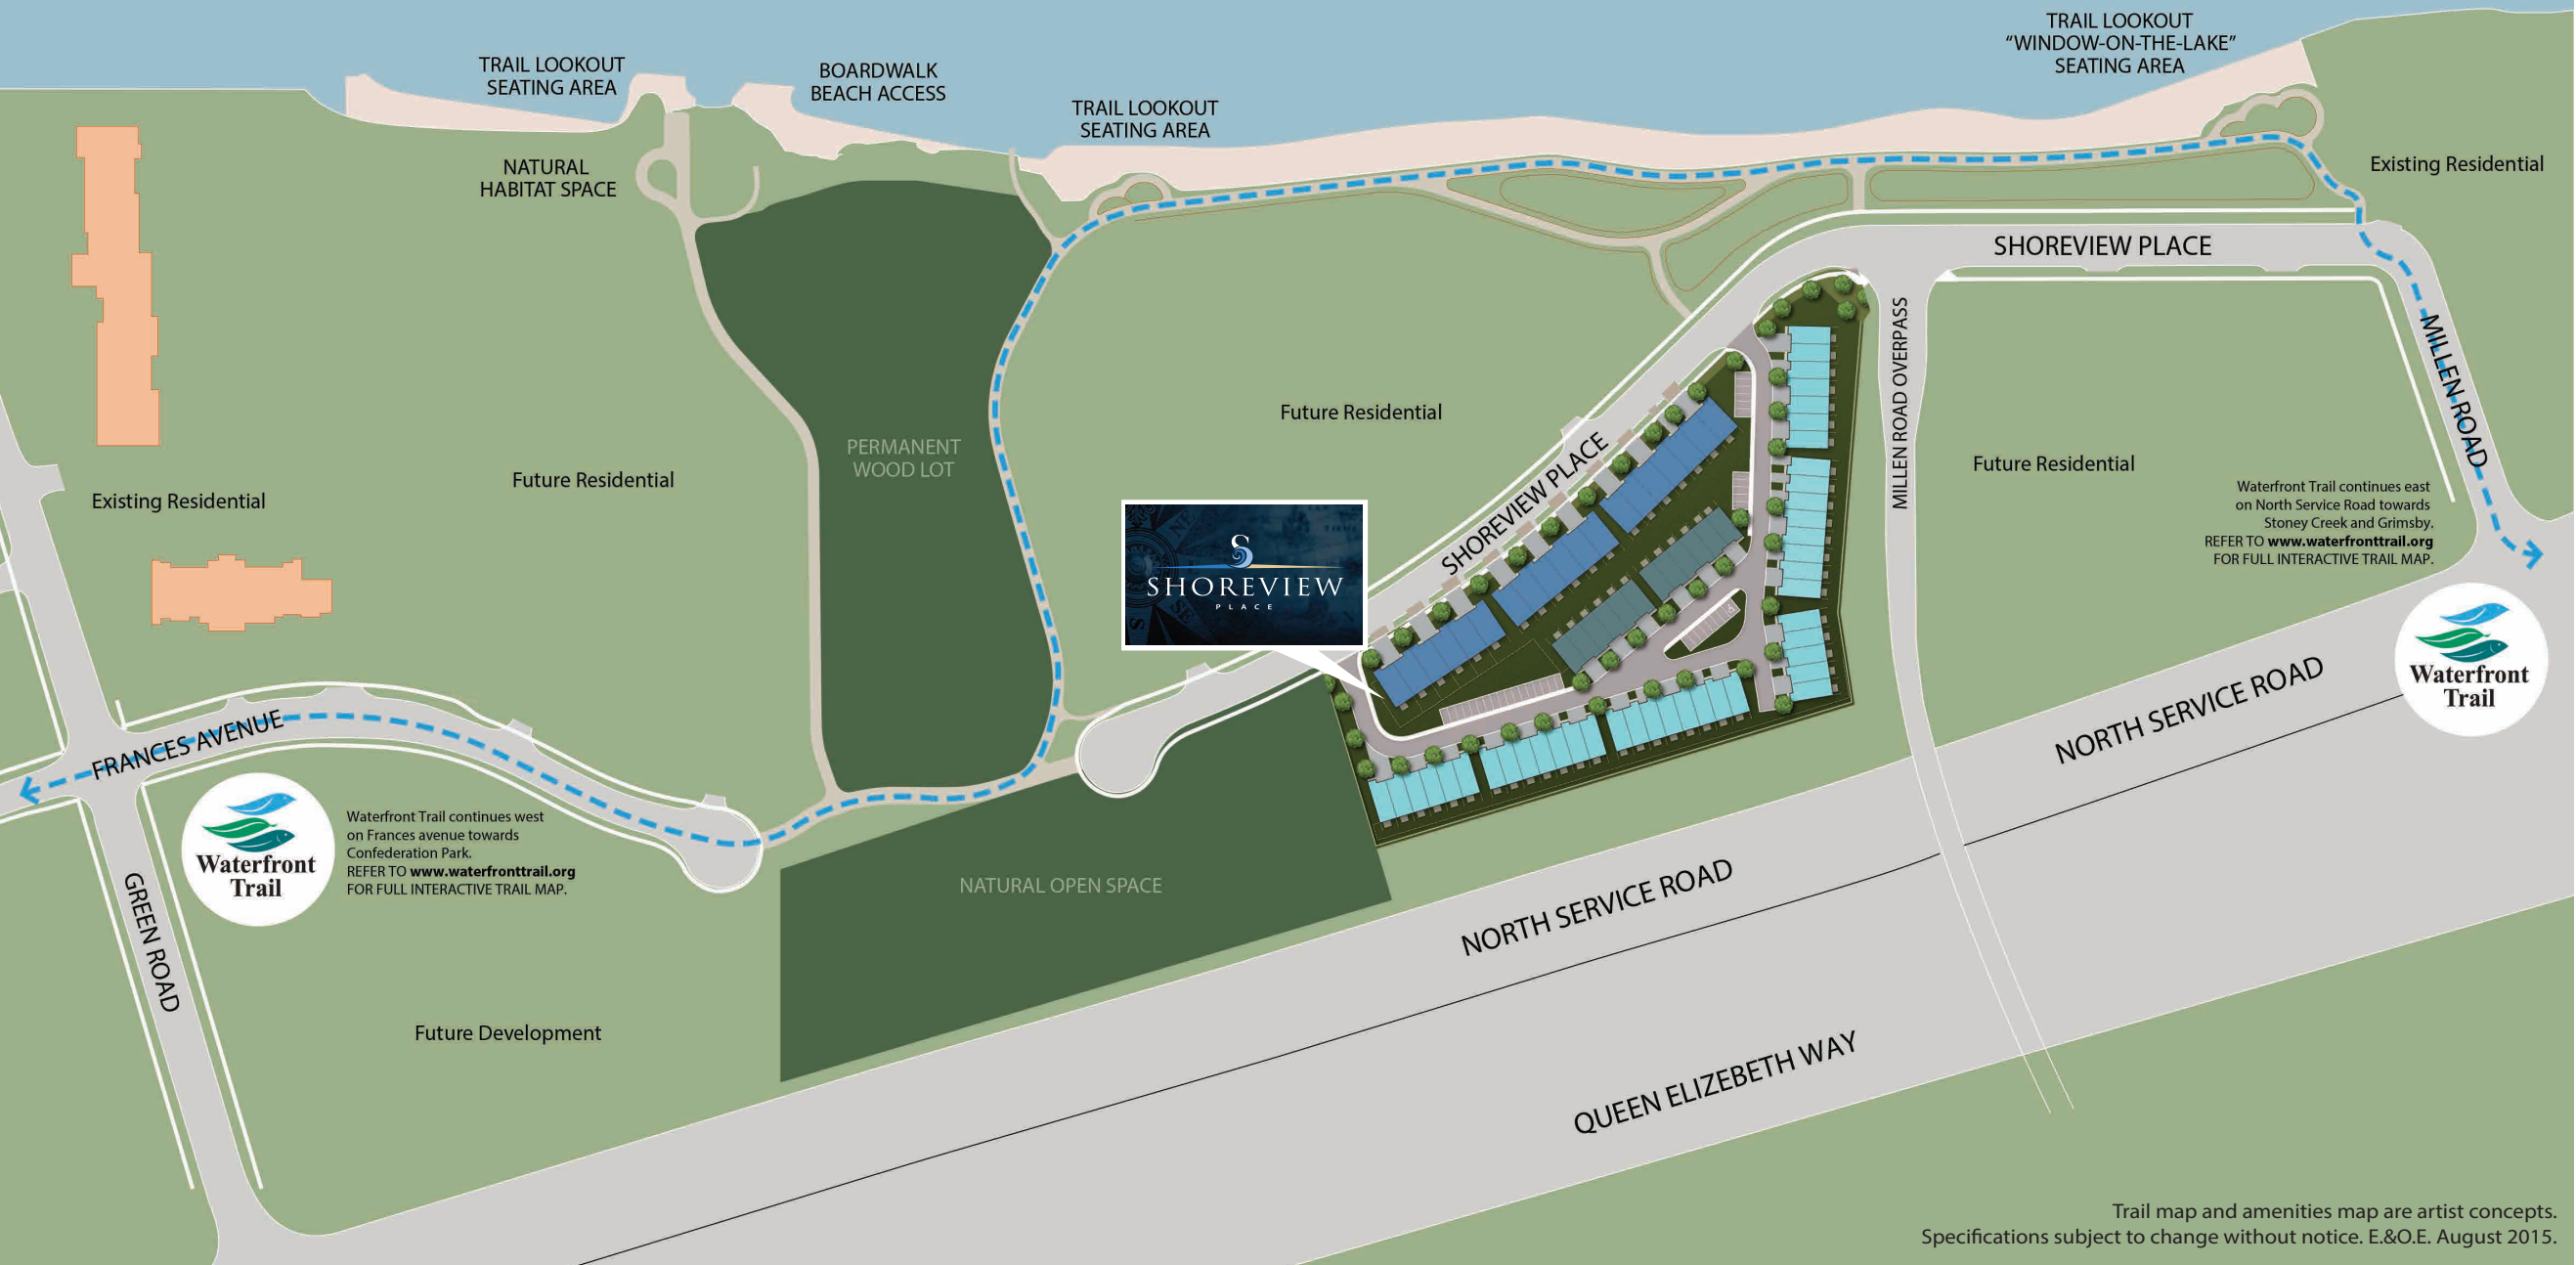 TRAIL LOOKOUT
"WINDOW-ON-THE-LAKE"
SEATING AREA
TRAIL LOOKOUT
SEATING AREA
BOARDWALK
BEACH ACCESS
TRAIL LOOKOUT
SEATING AREA
NATURAL
HABITAT SPACE
Existing Residential
SHOREVIEW PLACE
MILLEN ROAD OVERPASS
MILLEN ROAD
Future Residential
PERMANENT
WOOD LOT
SHOREVIEW PLACE
Future Residential
Existing Residential
Future Residential
Waterfront Trail continues east
on North Service Road towards
Stoney Creek and Grimsby.
REFER TO www.waterfronttrail.org
FOR FULL INTERACTIVE TRAIL MAP.
S
SHOREVIEW
PLACE
Waterfront
Trail
NORTH SERVICE ROAD
FRANCES AVENUE
Waterfront Trail continues west
on Frances avenue towards
Confederation Park.
REFER TO www.waterfronttrail.org
FOR FULL INTERACTIVE TRAIL MAP.
Waterfront
Trail
GREEN ROAD
NATURAL OPEN SPACE
NORTH SERVICE ROAD
Future Development
QUEEN ELIZEBETH WAY
Trail map and amenities map are artist concepts.
Specifications subject to change without notice. E.&O.E. August 2015.